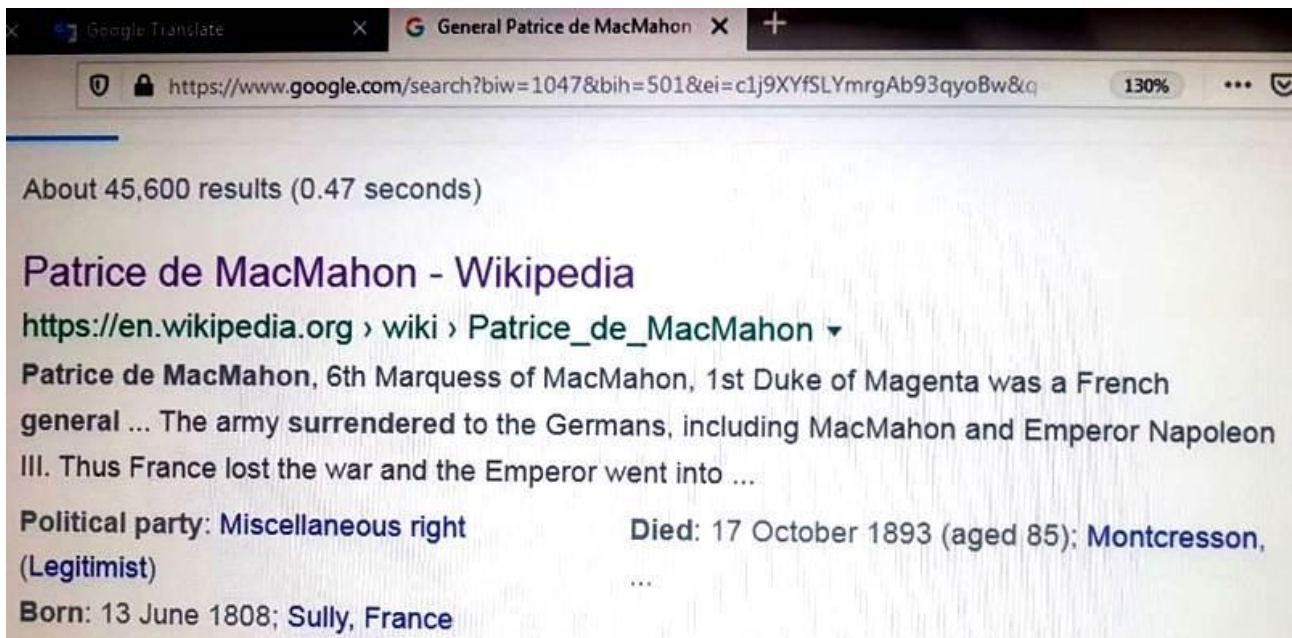 Google Translate
General Patrice de MacMahon
https://www.google.com/search?biw=1047&bih=501&ei=c1j9XYfSLYmrgAb93qyoBw&q
130%
About 45,600 results (0.47 seconds)
Patrice de MacMahon - Wikipedia
https://en.wikipedia.org › wiki › Patrice_de_MacMahon
Patrice de MacMahon, 6th Marquess of MacMahon, 1st Duke of Magenta was a French
general ... The army surrendered to the Germans, including MacMahon and Emperor Napoleon
III. Thus France lost the war and the Emperor went into ...
Political party: Miscellaneous right
(Legitimist)
Died: 17 October 1893 (aged 85); Montcresson,
...
Born: 13 June 1808; Sully, France